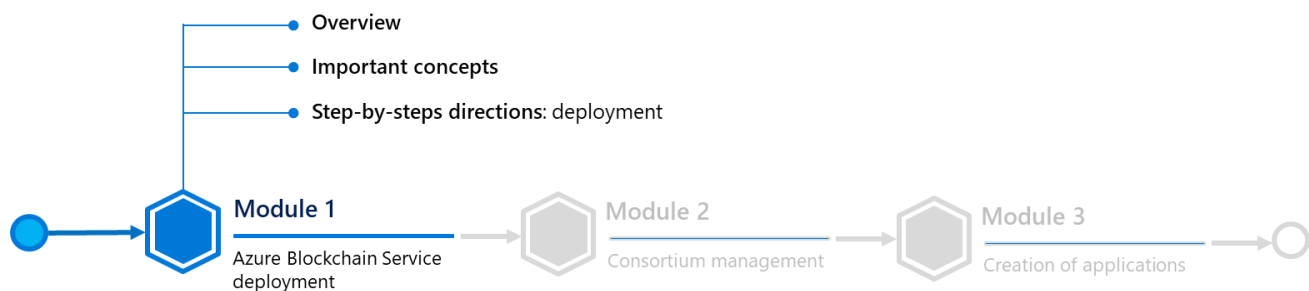 Overview
Important concepts
Step-by-steps directions: deployment
Module 1
Azure Blockchain Service
deployment
Module 2
Consortium management
Module 3
Creation of applications